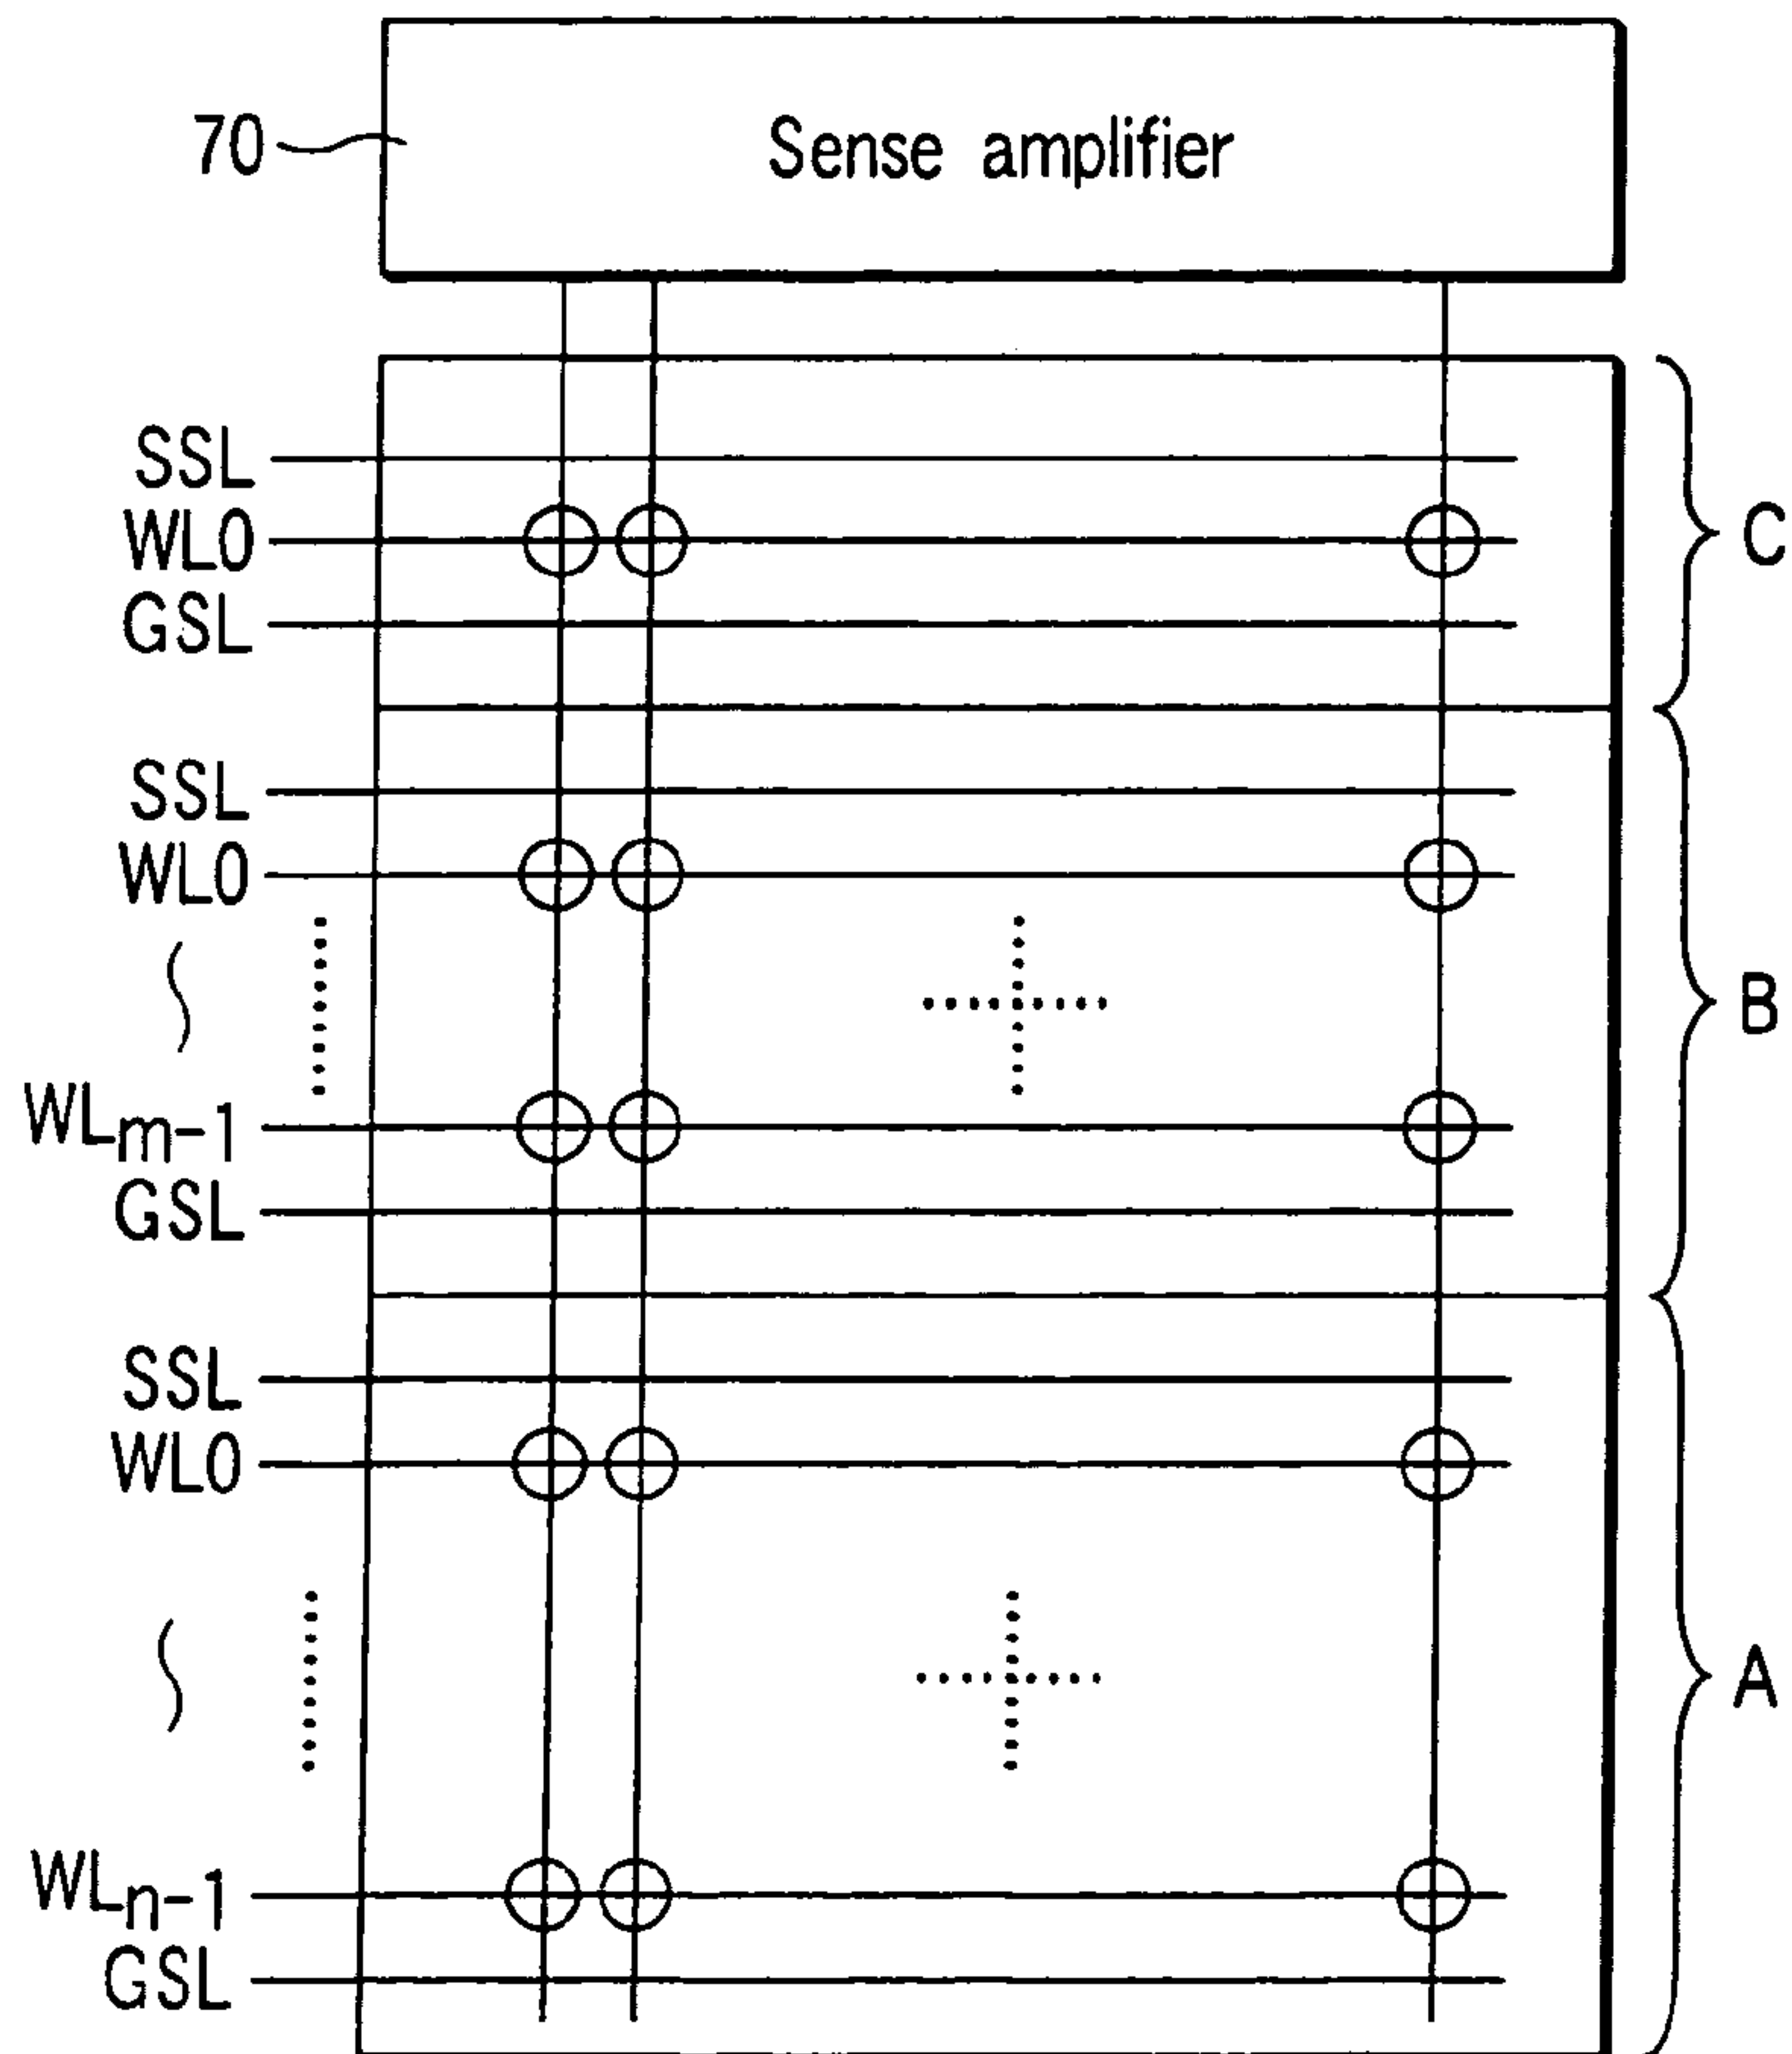 70 Sense amplifier
SSL
WL0
GSL
C
SSL
WL0
B
WLm-1
GSL
SSL
WL0
A
WLn-1
GSL